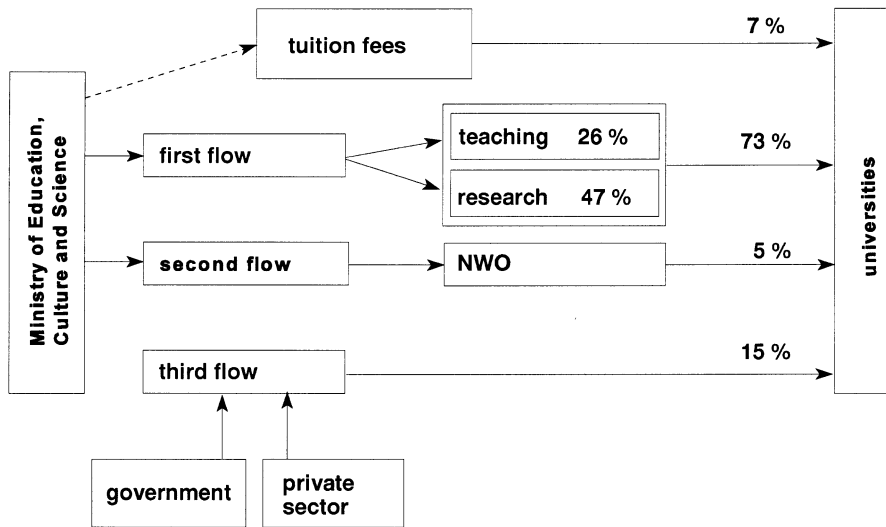 tuition fees
7 %
Ministry of Education,
Culture and Science
first flow
teaching 26 %
research 47 %
73 %
universities
second flow
NWO
5 %
third flow
15 %
government
private
sector